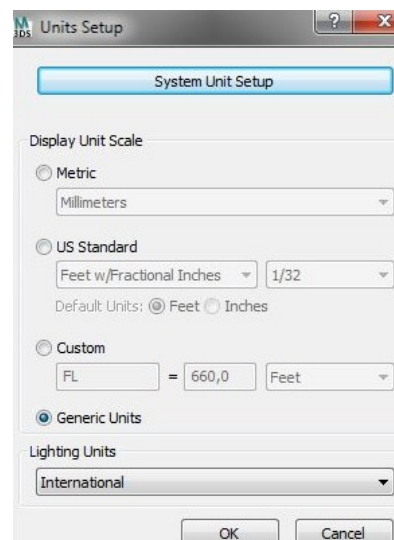 M
3DS Units Setup ? X
System Unit Setup
Display Unit Scale
Metric
Millimeters
US Standard
Feet w/Fractional Inches 1/32
Default Units: Feet Inches
Custom
FL = 660,0 Feet
Generic Units
Lighting Units
International
OK Cancel